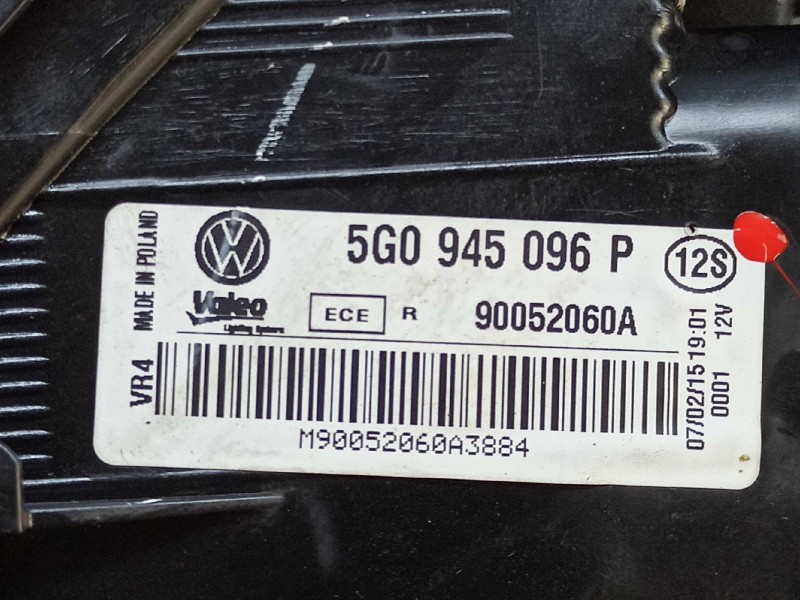 MADE IN POLAND
5G0 945 096 P
12S
Valeo
ECE R 90052060A
VR4
M90052060A3884
07/02/15 19:01
0001 12V